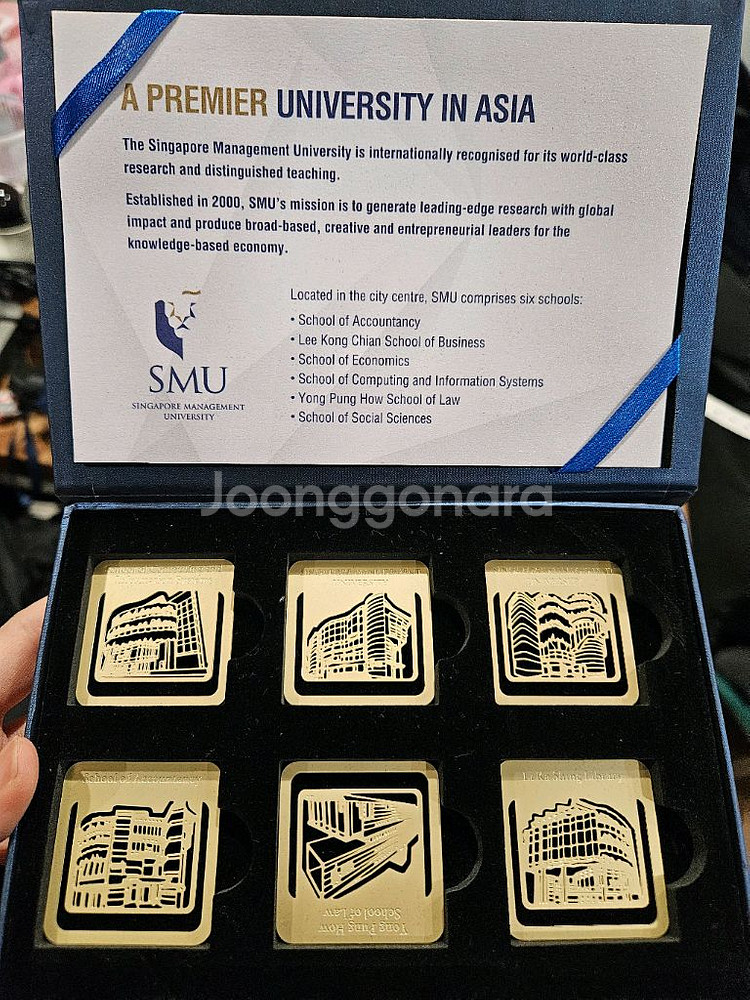 A PREMIER UNIVERSITY IN ASIA
The Singapore Management University is internationally recognised for its world-class
research and distinguished teaching.
Established in 2000, SMU's mission is to generate leading-edge research with global
impact and produce broad-based, creative and entrepreneurial leaders for the
knowledge-based economy.
Located in the city centre, SMU comprises six schools:
• School of Accountancy
• Lee Kong Chian School of Business
• School of Economics
• School of Computing and Information Systems
• Yong Pung How School of Law
• School of Social Sciences
SMU
SINGAPORE MANAGEMENT
UNIVERSITY
Joonggonara
UNIVERSITY
School of Accountancy
Yong Pung How
School of Law
Li Ka Shing Library